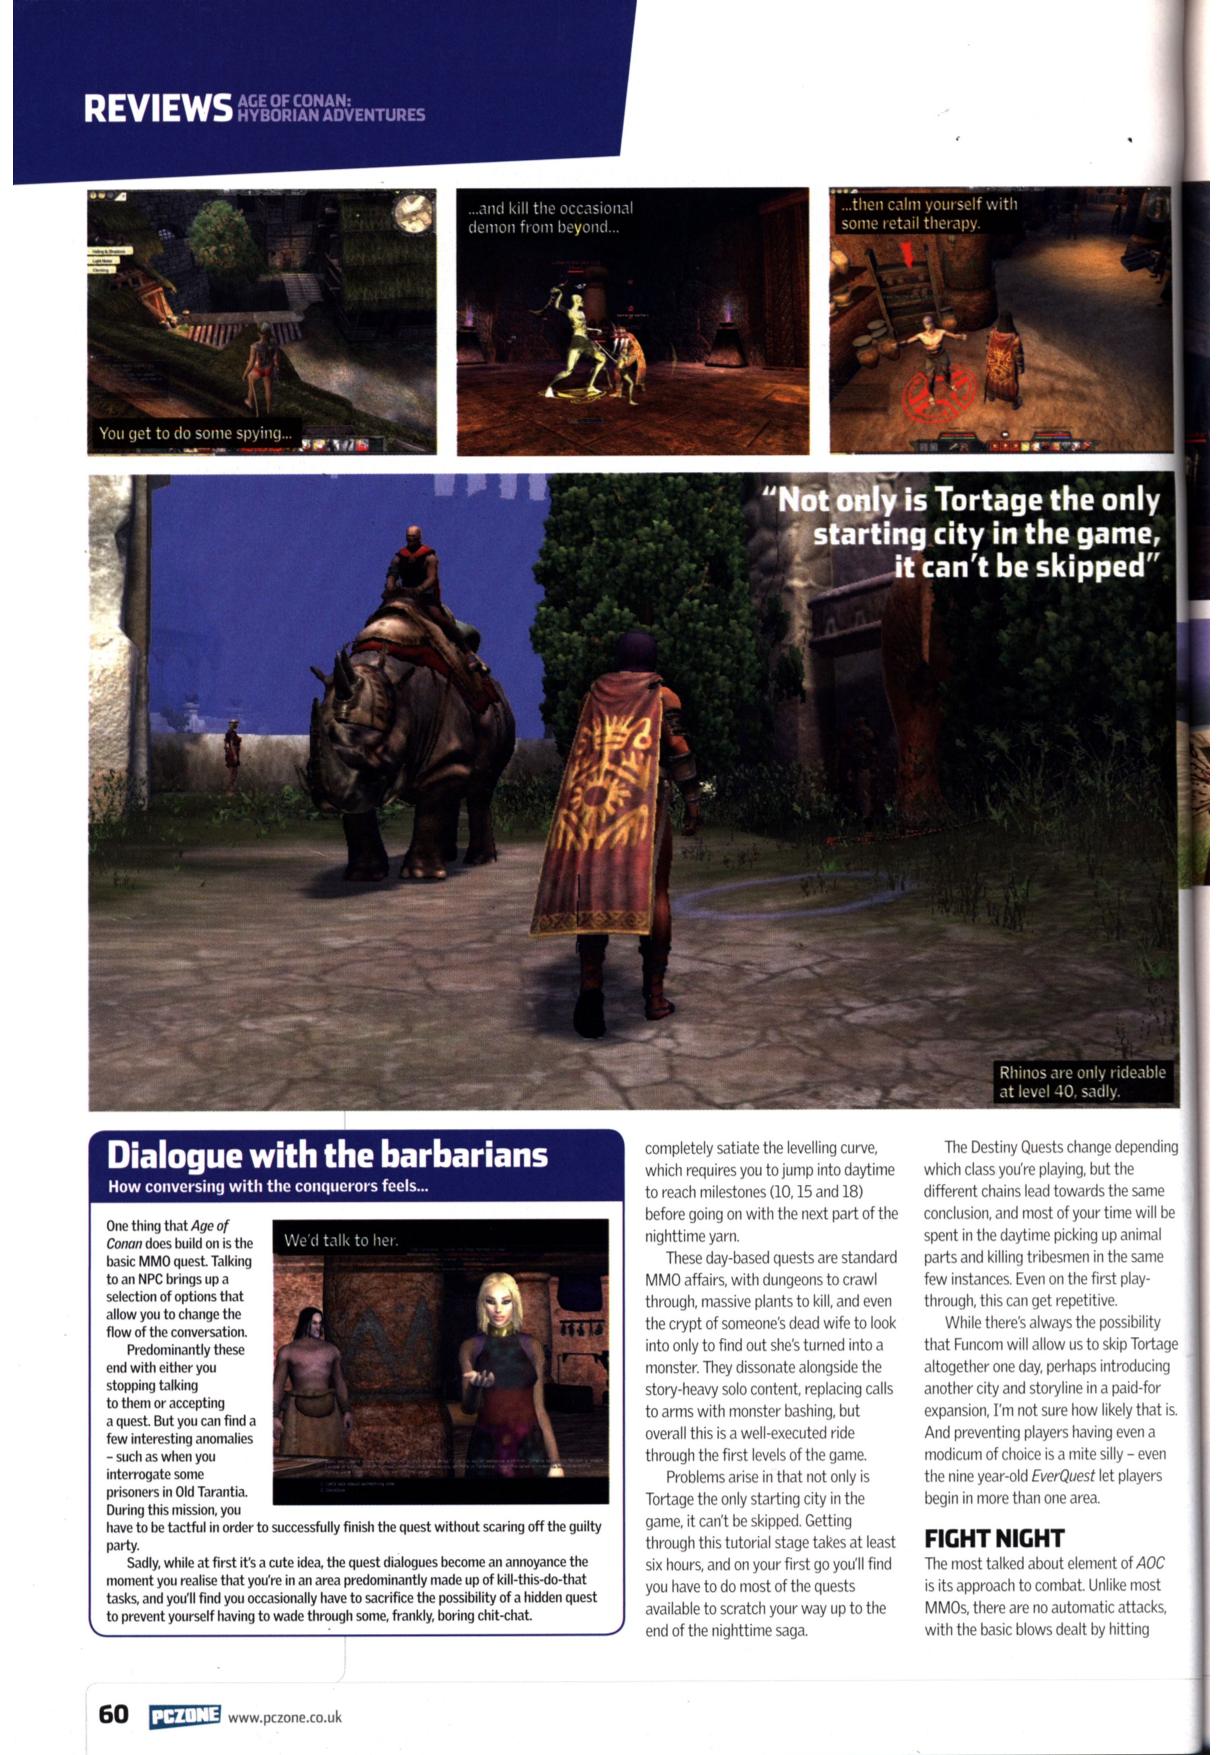 REVIEWS AGE OF CONAN:
HYBORIAN ADVENTURES
You get to do some spying...
...and kill the occasional
demon from beyond...
...then calm yourself with
some retail therapy.
“Not only is Tortage the only
starting city in the game,
it can’t be skipped”
Rhinos are only rideable
at level 40, sadly.
Dialogue with the barbarians
How conversing with the conquerors feels...
One thing that Age of
Conan does build on is the
basic MMO quest. Talking
to an NPC brings up a
selection of options that
allow you to change the
flow of the conversation.
Predominantly these
end with either you
stopping talking
to them or accepting
a quest. But you can find a
few interesting anomalies
– such as when you
interrogate some
prisoners in Old Tarantia.
During this mission, you
have to be tactful in order to successfully finish the quest without scaring off the guilty
party.
Sadly, while at first it’s a cute idea, the quest dialogues become an annoyance the
moment you realise that you’re in an area predominantly made up of kill-this-do-that
tasks, and you’ll find you occasionally have to sacrifice the possibility of a hidden quest
to prevent yourself having to wade through some, frankly, boring chit-chat.
We’d talk to her.
completely satiate the levelling curve,
which requires you to jump into daytime
to reach milestones (10, 15 and 18)
before going on with the next part of the
nighttime yarn.
These day-based quests are standard
MMO affairs, with dungeons to crawl
through, massive plants to kill, and even
the crypt of someone’s dead wife to look
into only to find out she’s turned into a
monster. They dissonate alongside the
story-heavy solo content, replacing calls
to arms with monster bashing, but
overall this is a well-executed ride
through the first levels of the game.
Problems arise in that not only is
Tortage the only starting city in the
game, it can’t be skipped. Getting
through this tutorial stage takes at least
six hours, and on your first go you’ll find
you have to do most of the quests
available to scratch your way up to the
end of the nighttime saga.
The Destiny Quests change depending
which class you’re playing, but the
different chains lead towards the same
conclusion, and most of your time will be
spent in the daytime picking up animal
parts and killing tribesmen in the same
few instances. Even on the first play-
through, this can get repetitive.
While there’s always the possibility
that Funcom will allow us to skip Tortage
altogether one day, perhaps introducing
another city and storyline in a paid-for
expansion, I’m not sure how likely that is.
And preventing players having even a
modicum of choice is a mite silly – even
the nine year-old EverQuest let players
begin in more than one area.
FIGHT NIGHT
The most talked about element of AOC
is its approach to combat. Unlike most
MMOs, there are no automatic attacks,
with the basic blows dealt by hitting
60 PCZONE www.pczone.co.uk